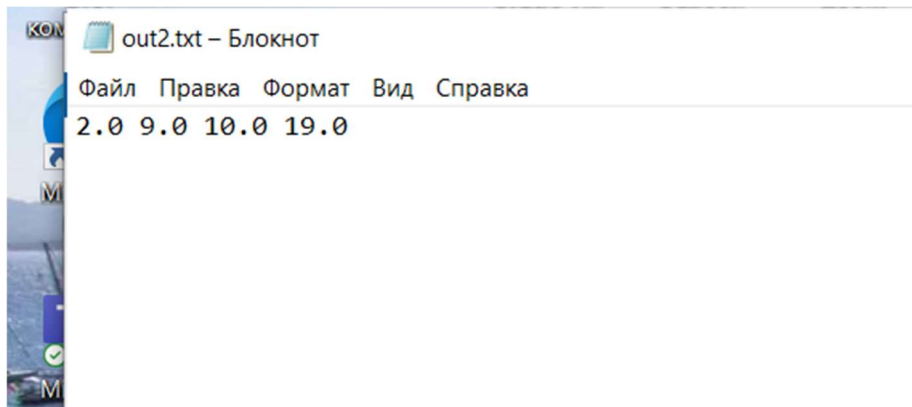 out2.txt – Блокнот
Файл Правка Формат Вид Справка
2.0 9.0 10.0 19.0